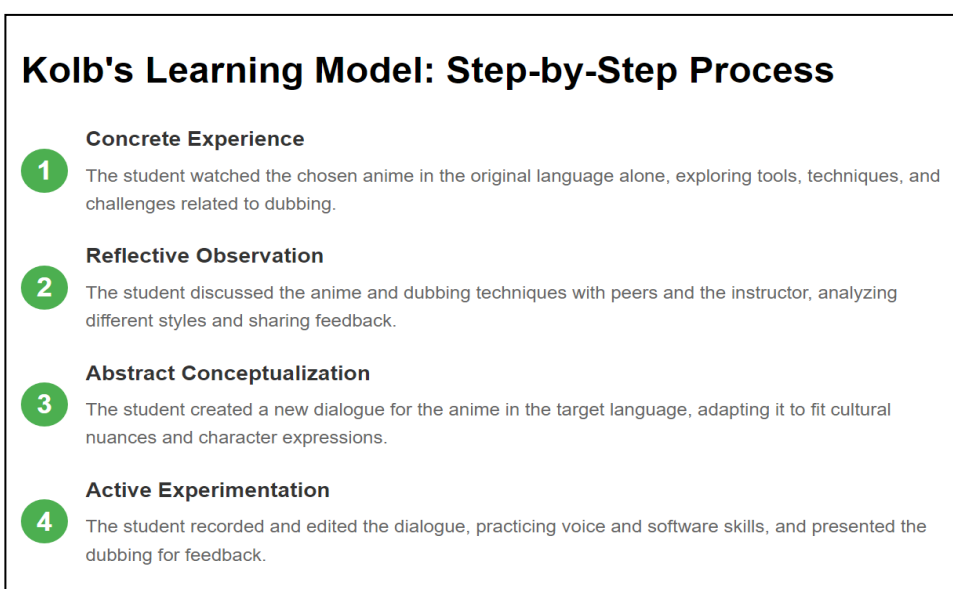 Kolb's Learning Model: Step-by-Step Process
Concrete Experience
1
The student watched the chosen anime in the original language alone, exploring tools, techniques, and
challenges related to dubbing.
Reflective Observation
2
The student discussed the anime and dubbing techniques with peers and the instructor, analyzing
different styles and sharing feedback.
Abstract Conceptualization
3
The student created a new dialogue for the anime in the target language, adapting it to fit cultural
nuances and character expressions.
Active Experimentation
4
The student recorded and edited the dialogue, practicing voice and software skills, and presented the
dubbing for feedback.